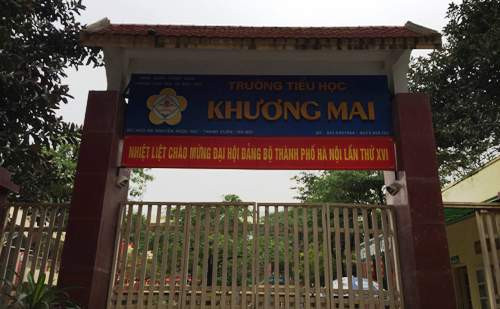 TRƯỜNG TIỂU HỌC
KHƯƠNG MAI
NHIỆT LIỆT CHÀO MỪNG ĐẠI HỘI ĐẢNG BỘ THÀNH PHỐ HÀ NỘI LẦN THỨ XVI